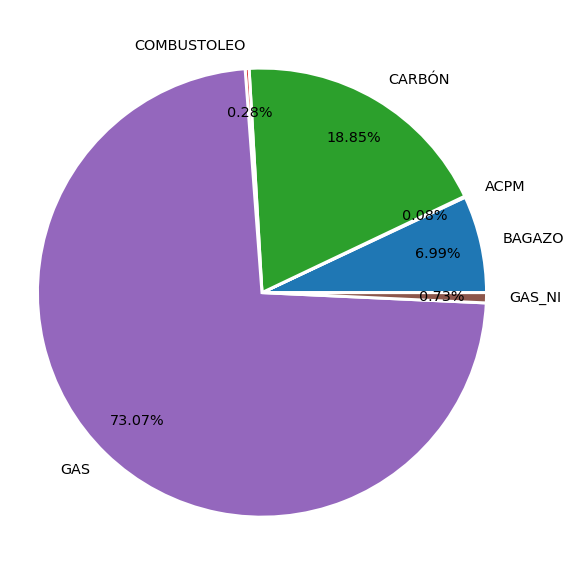 COMBUSTOLEO
CARBÓN
0.28%
18.85%
ACPM
0.08%
BAGAZO
6.99%
0.73%
GAS_NI
73.07%
GAS